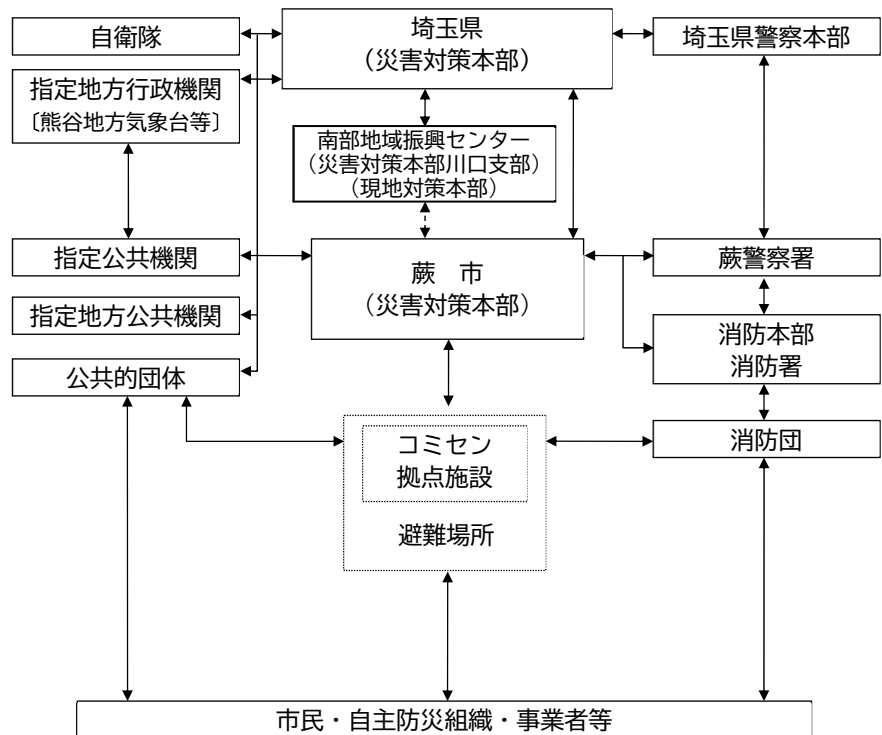 自衛隊
埼玉県
（災害対策本部）
埼玉県警察本部
指定地方行政機関
〔熊谷地方気象台等〕
南部地域振興センター
（災害対策本部川口支部）
（現地対策本部）
指定公共機関
蕨　市
（災害対策本部）
蕨警察署
指定地方公共機関
消防本部
消防署
公共的団体
コミセン
拠点施設
避難場所
消防団
市民・自主防災組織・事業者等